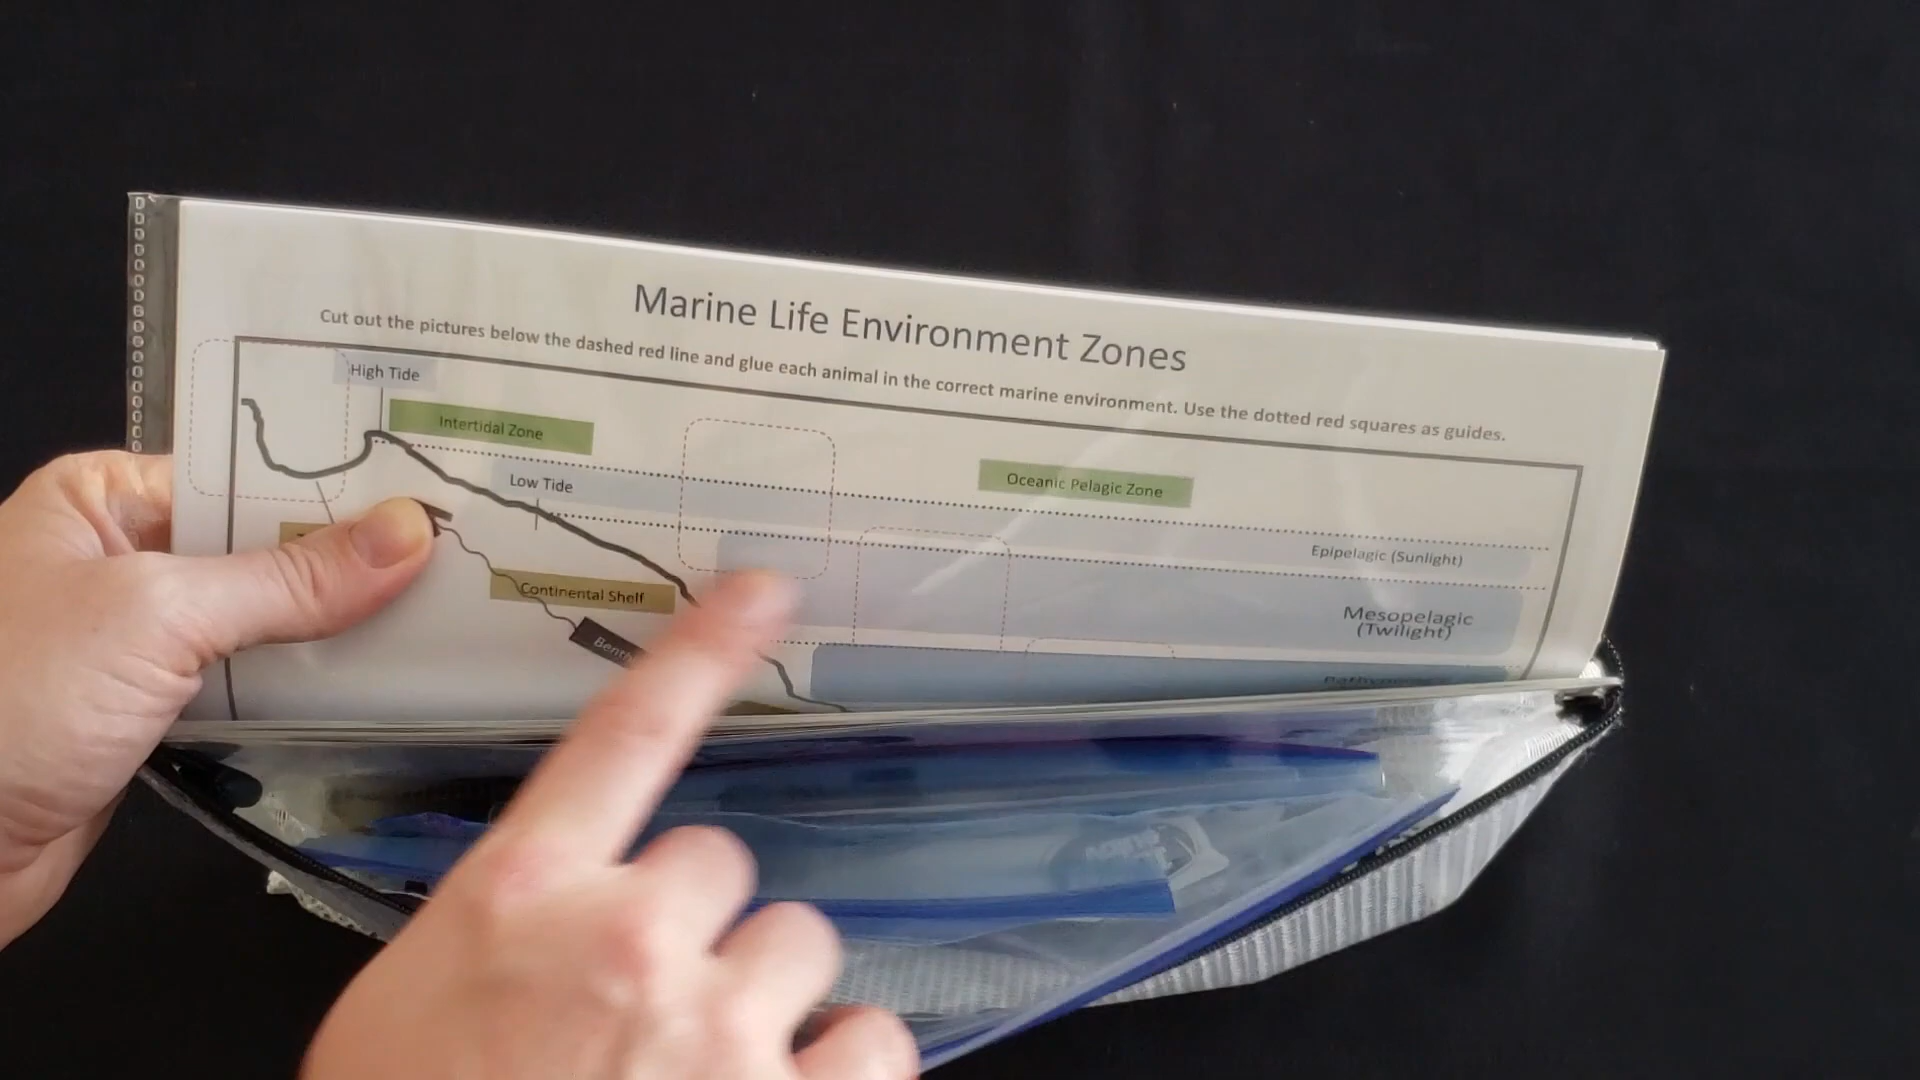 Marine Life Environment Zones
Cut out the pictures below the dashed red line and glue each animal in the correct marine environment. Use the dotted red squares as guides.
High Tide
Intertidal Zone
Low Tide
Oceanic Pelagic Zone
Epipelagic (Sunlight)
Continental Shelf
Mesopelagic
(Twilight)